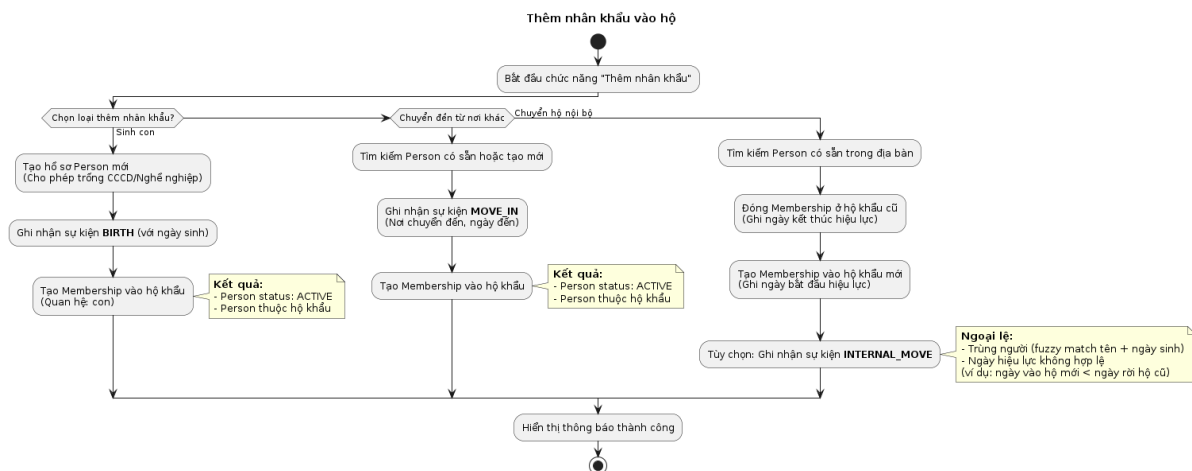 Thêm nhân khẩu vào hộ
Bắt đầu chức năng "Thêm nhân khẩu"
Chọn loại thêm nhân khẩu?
Sinh con
Tạo hồ sơ Person mới
(Cho phép trống CCCD/Nghề nghiệp)
Ghi nhận sự kiện BIRTH (với ngày sinh)
Tạo Membership vào hộ khẩu
(Quan hệ: con)
Kết quả:
- Person status: ACTIVE
- Person thuộc hộ khẩu
Chuyển đến từ nơi khác
Tìm kiếm Person có sẵn hoặc tạo mới
Ghi nhận sự kiện MOVE_IN
(Nơi chuyển đến, ngày đến)
Tạo Membership vào hộ khẩu
Kết quả:
- Person status: ACTIVE
- Person thuộc hộ khẩu
Chuyển hộ nội bộ
Tìm kiếm Person có sẵn trong địa bàn
Đóng Membership ở hộ khẩu cũ
(Ghi ngày kết thúc hiệu lực)
Tạo Membership vào hộ khẩu mới
(Ghi ngày bắt đầu hiệu lực)
Tùy chọn: Ghi nhận sự kiện INTERNAL_MOVE
Ngoại lệ:
- Trùng người (fuzzy match tên + ngày sinh)
- Ngày hiệu lực không hợp lệ
(ví dụ: ngày vào hộ mới < ngày rời hộ cũ)
Hiển thị thông báo thành công